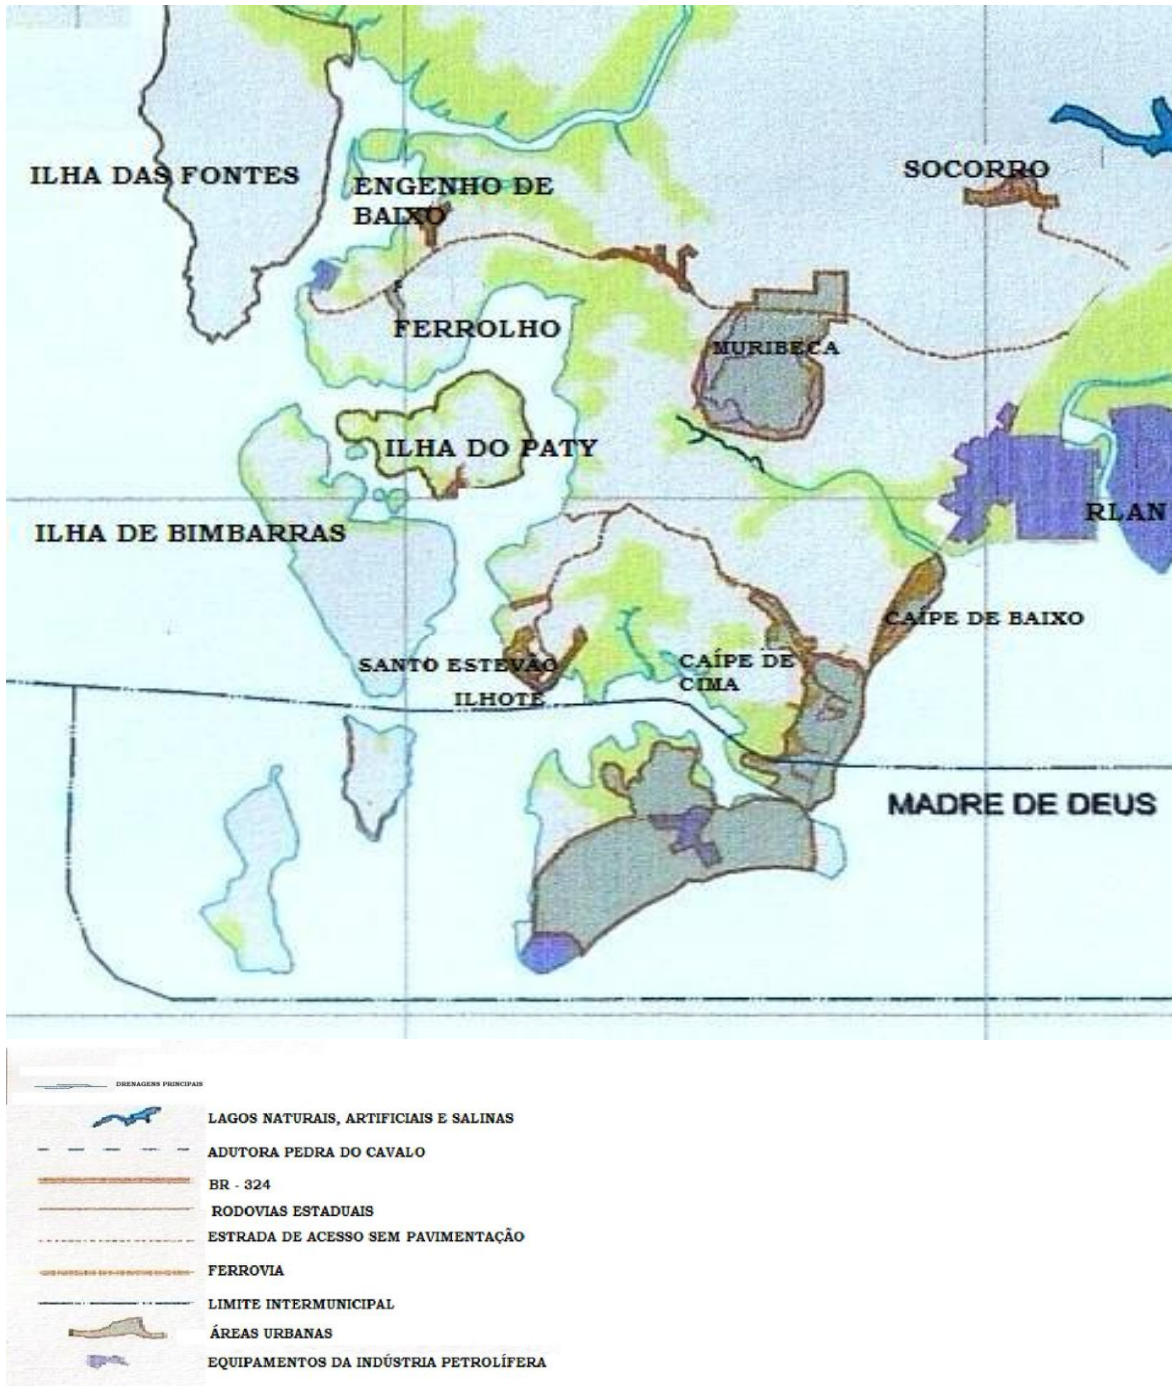 SOCORRO
ILHA DAS FONTES
ENGENHO DE
BAIXO
FERROLHO
MURIBECA
ILHA DO PATY
RLAN
ILHA DE BIMBARRAS
CAÍPE DE BAIXO
SANTO ESTEVÃO
CAÍPE DE
CIMA
ILHOTE
MADRE DE DEUS
DRENAGENS PRINCIPAIS
LAGOS NATURAIS, ARTIFICIAIS E SALINAS
ADUTORA PEDRA DO CAVALO
BR - 324
RODOVIAS ESTADUAIS
ESTRADA DE ACESSO SEM PAVIMENTAÇÃO
FERROVIA
LIMITE INTERMUNICIPAL
ÁREAS URBANAS
EQUIPAMENTOS DA INDÚSTRIA PETROLÍFERA